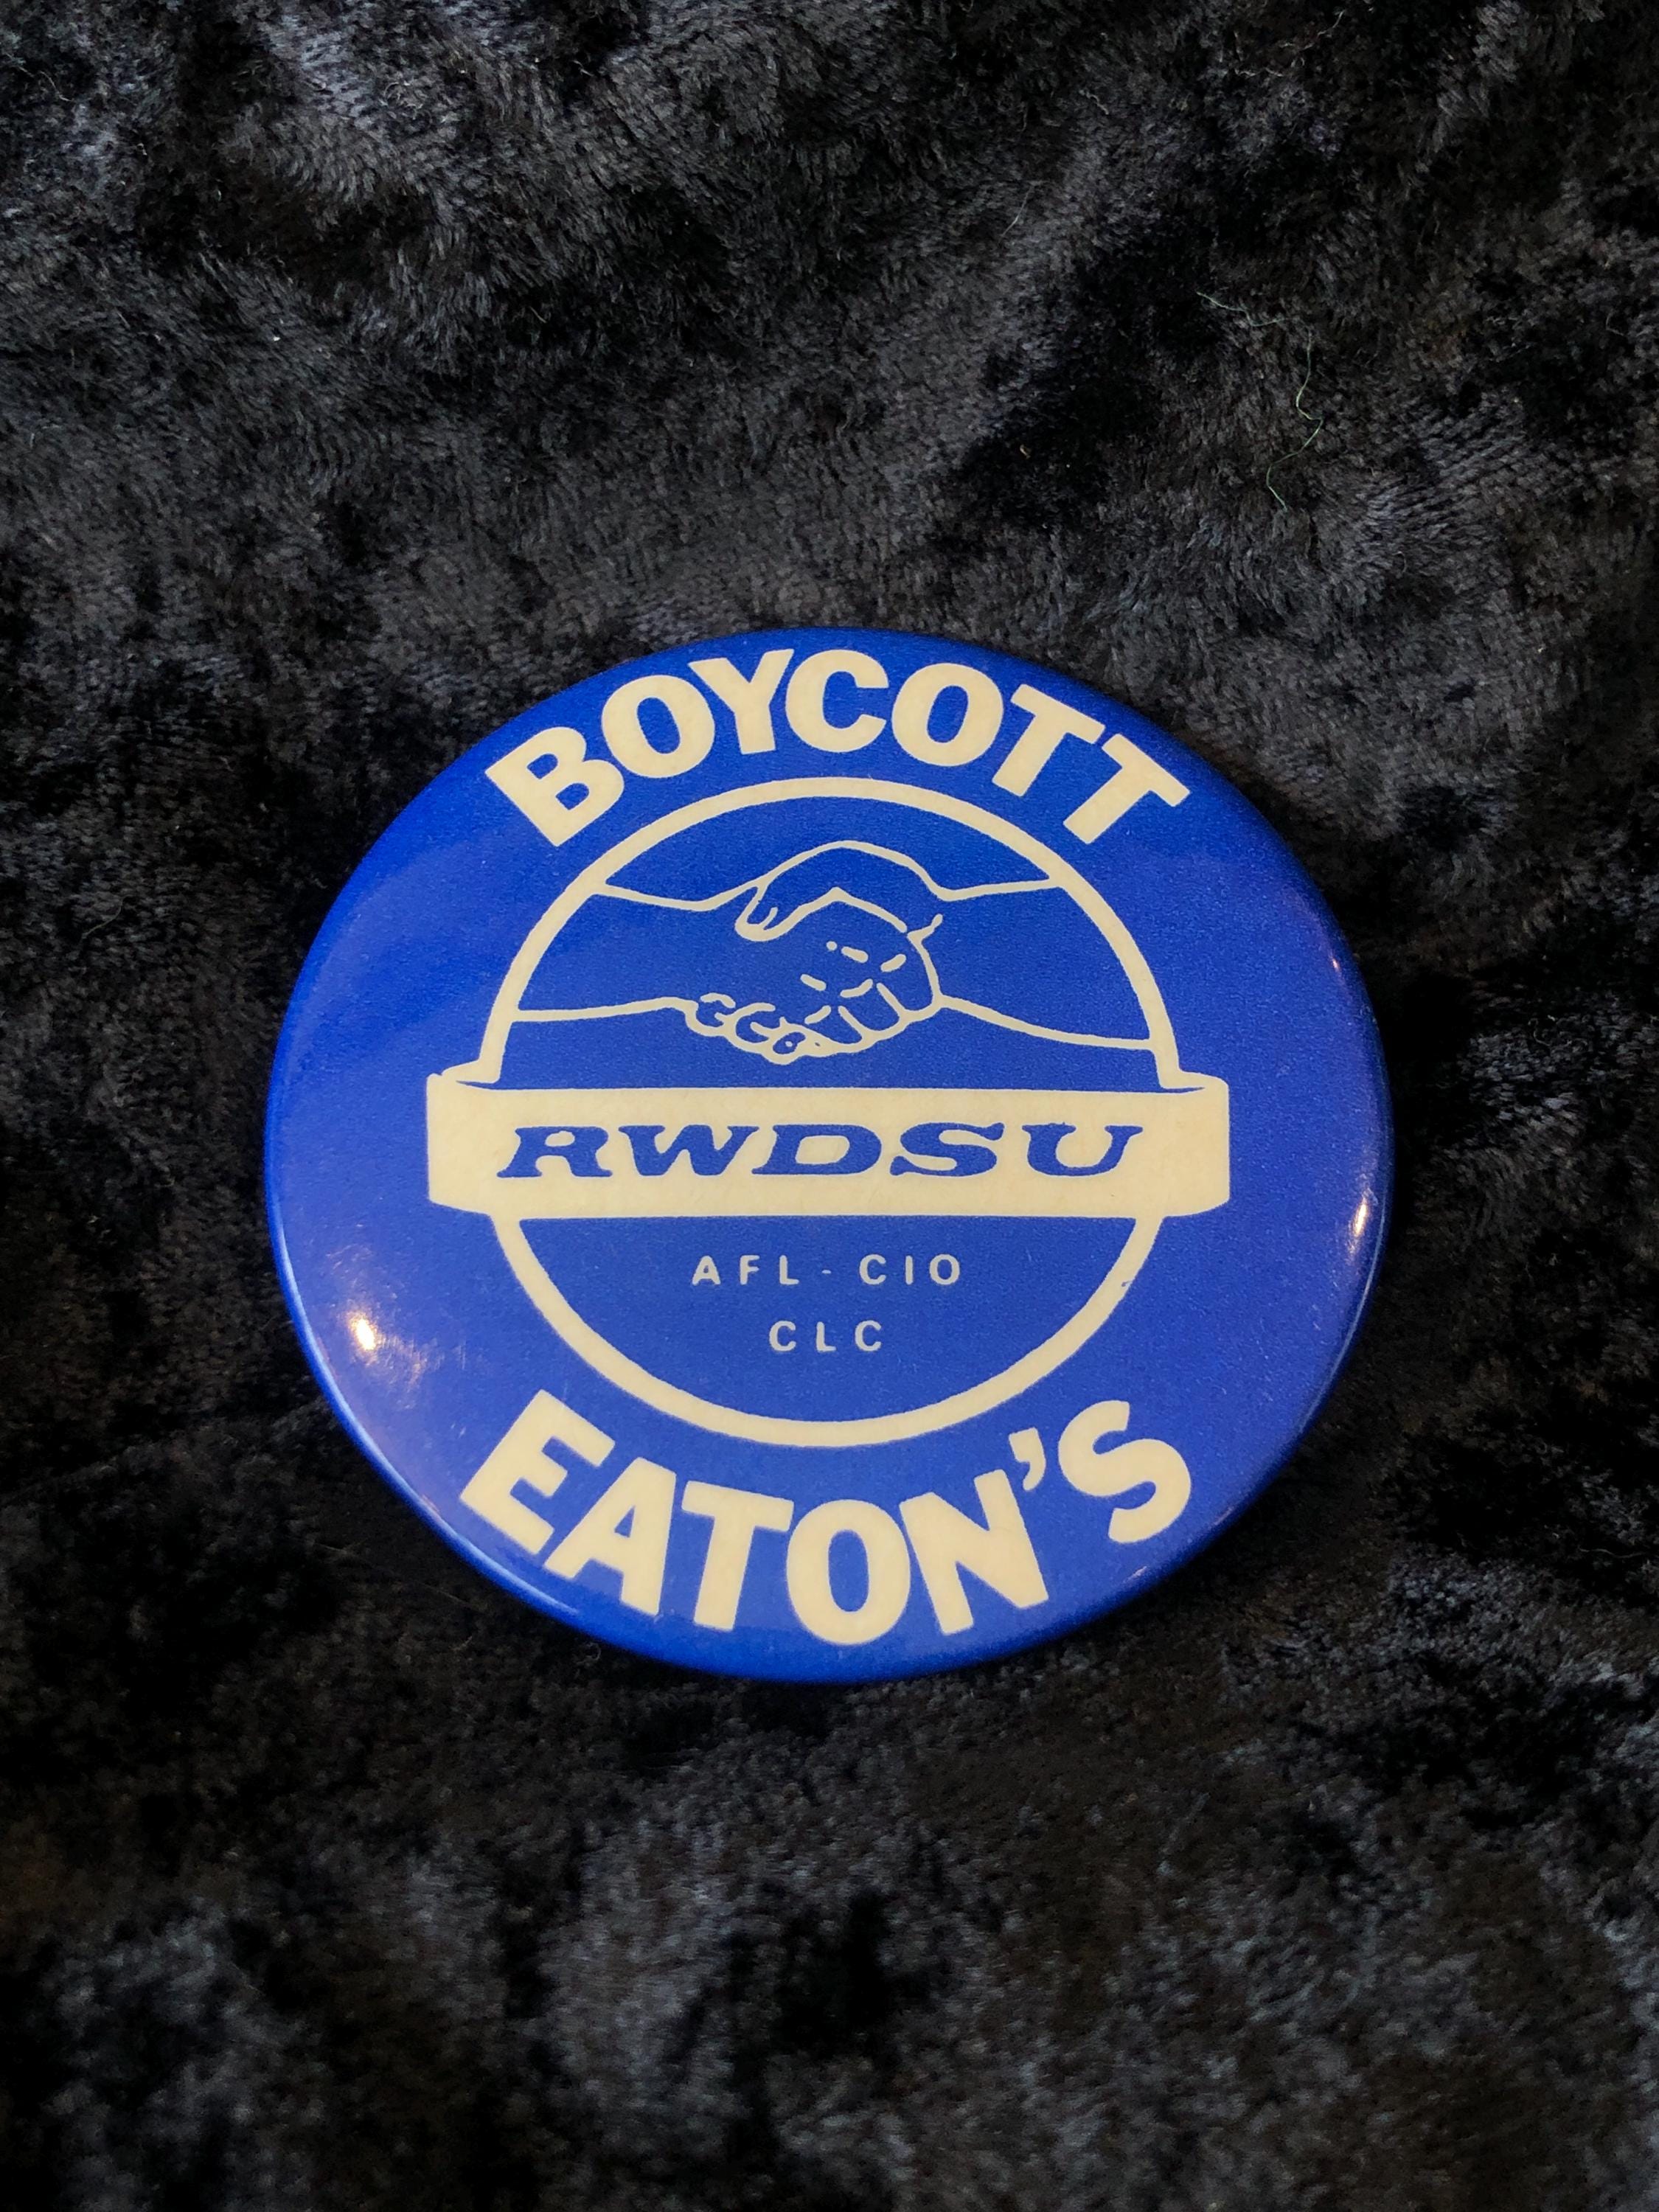 BOYCOTT
RWDSU
AFL-CIO
CLC
EATON'S